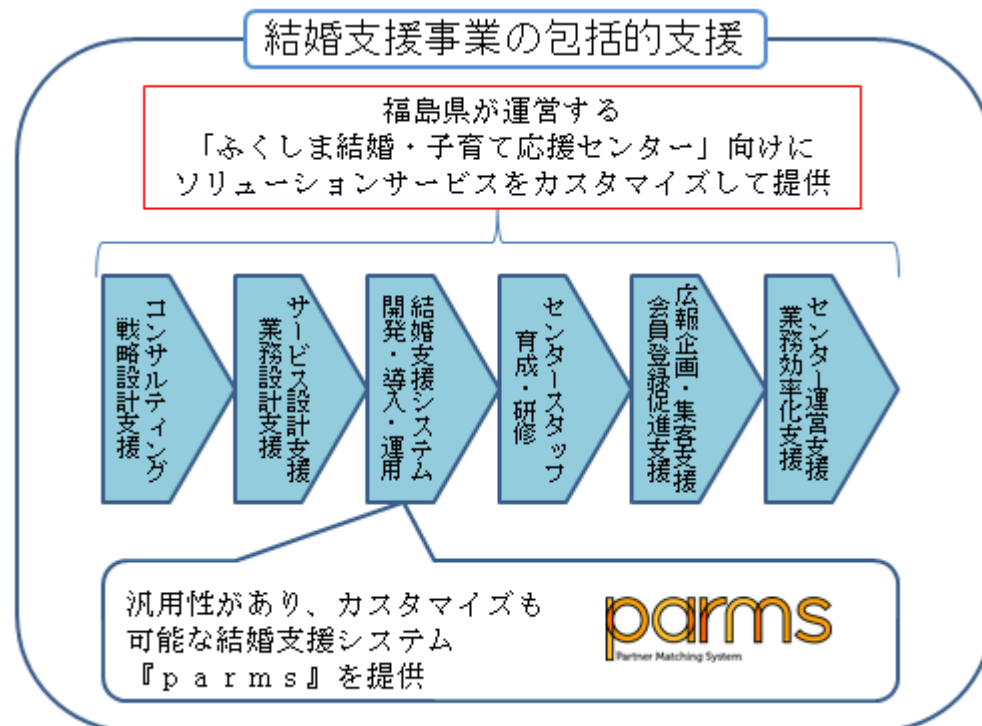 結婚支援事業の包括的支援
福島県が運営する
「ふくしま結婚・子育て応援センター」向けに
ソリューションサービスをカスタマイズして提供
コンサルティング
戦略設計支援
サービス設計支援
業務設計支援
結婚支援システム
開発・導入・運用
センタースタッフ
育成・研修
広報企画・集客支援
会員登録促進支援
センター運営支援
業務効率化支援
汎用性があり、カスタマイズも
可能な結婚支援システム
『ｐａｒｍｓ』を提供
parms
Partner Matching System